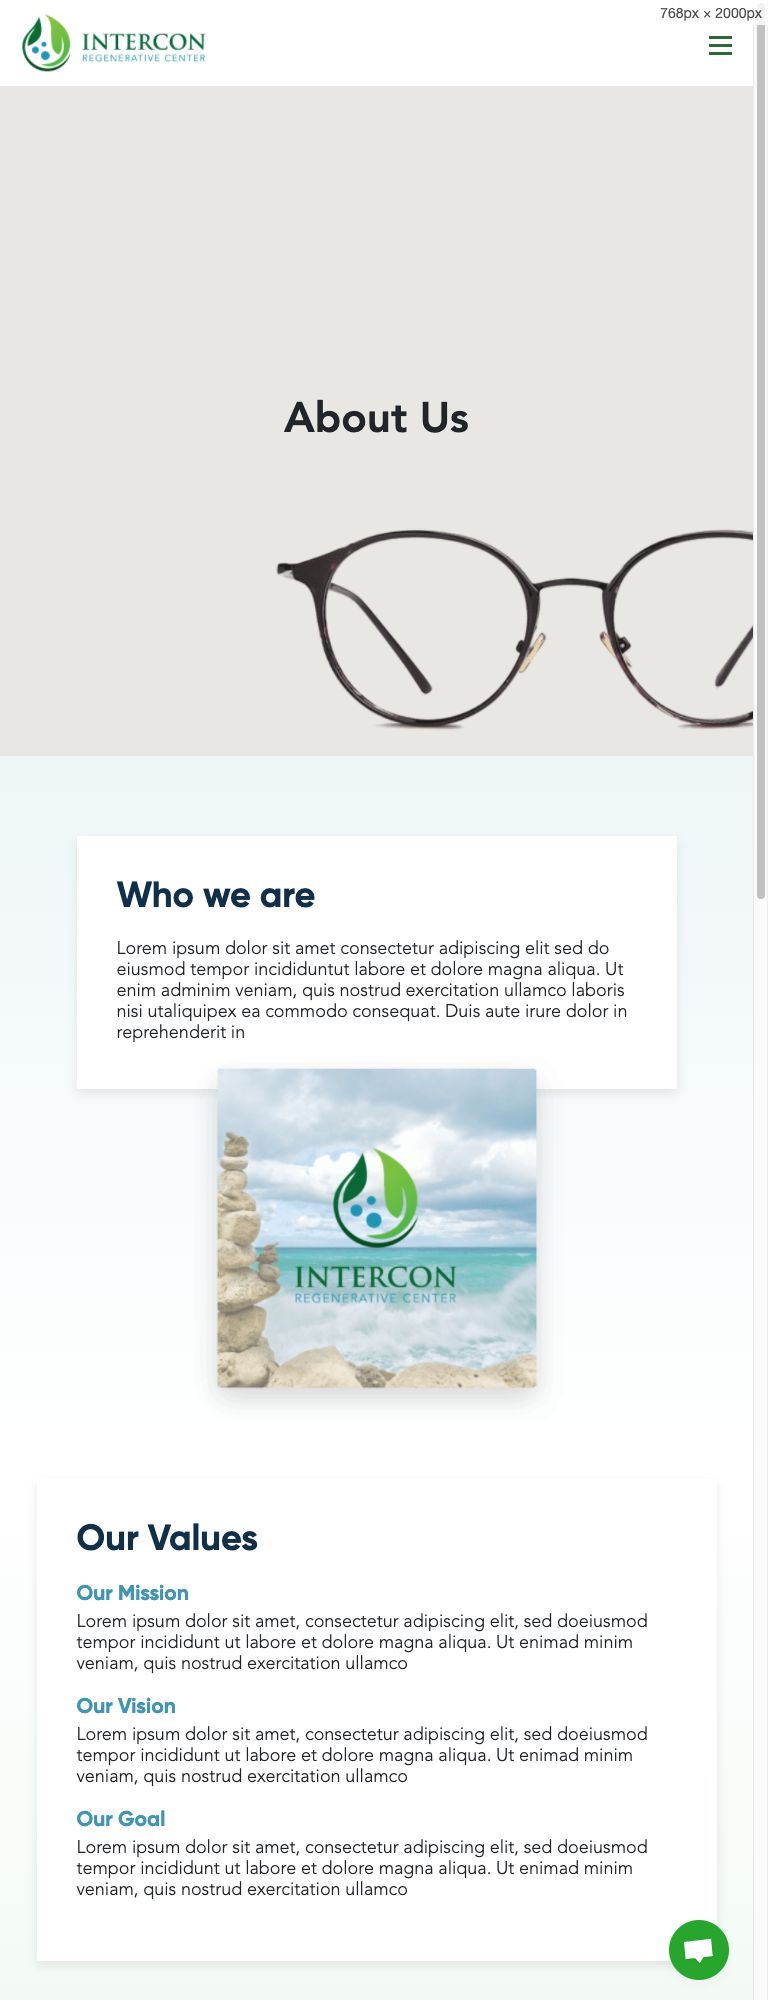 768px × 2000px
INTERCON
REGENERATIVE CENTER
About Us
Who we are
Lorem ipsum dolor sit amet consectetur adipiscing elit sed do
eiusmod tempor incididuntut labore et dolore magna aliqua. Ut
enim adminim veniam, quis nostrud exercitation ullamco laboris
nisi utaliquipex ea commodo consequat. Duis aute irure dolor in
reprehenderit in
INTERCON
REGENERATIVE CENTER
Our Values
Our Mission
Lorem ipsum dolor sit amet, consectetur adipiscing elit, sed doeiusmod
tempor incididunt ut labore et dolore magna aliqua. Ut enimad minim
veniam, quis nostrud exercitation ullamco
Our Vision
Lorem ipsum dolor sit amet, consectetur adipiscing elit, sed doeiusmod
tempor incididunt ut labore et dolore magna aliqua. Ut enimad minim
veniam, quis nostrud exercitation ullamco
Our Goal
Lorem ipsum dolor sit amet, consectetur adipiscing elit, sed doeiusmod
tempor incididunt ut labore et dolore magna aliqua. Ut enimad minim
veniam, quis nostrud exercitation ullamco